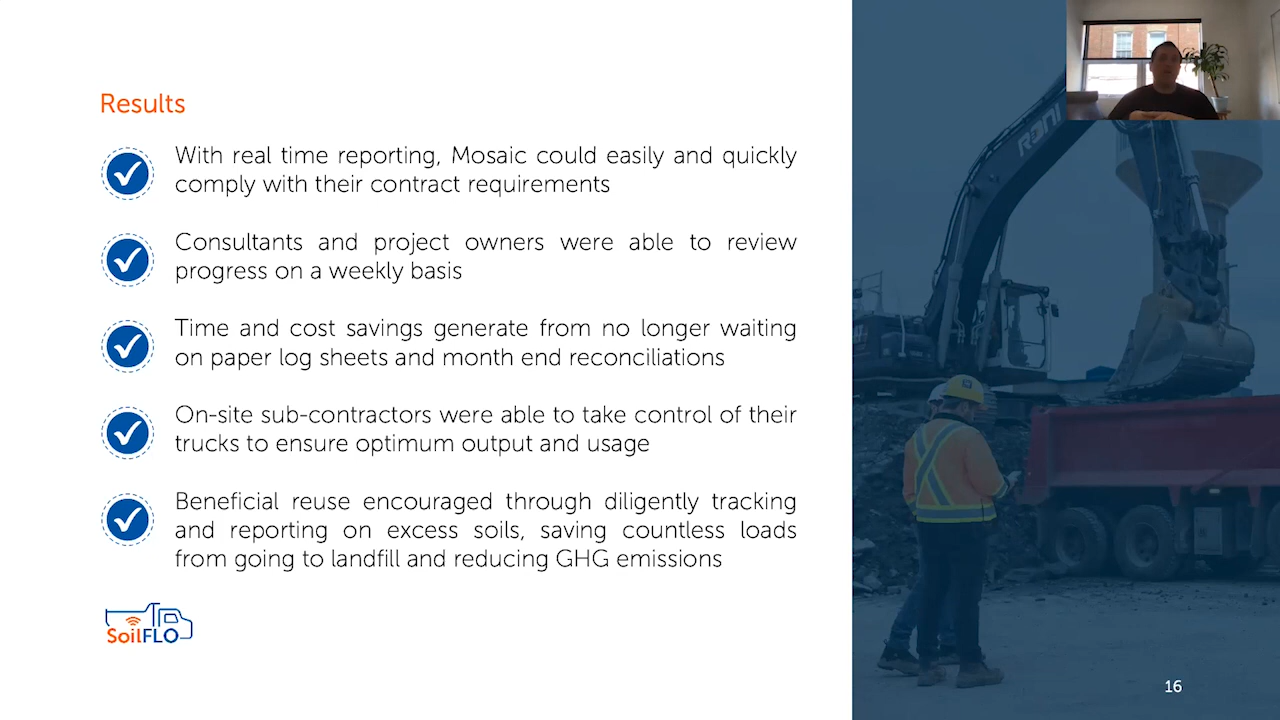 Results
With real time reporting, Mosaic could easily and quickly
comply with their contract requirements
Consultants and project owners were able to review
progress on a weekly basis
Time and cost savings generate from no longer waiting
on paper log sheets and month end reconciliations
On-site sub-contractors were able to take control of their
trucks to ensure optimum output and usage
Beneficial reuse encouraged through diligently tracking
and reporting on excess soils, saving countless loads
from going to landfill and reducing GHG emissions
SoilFLO
RONI
16